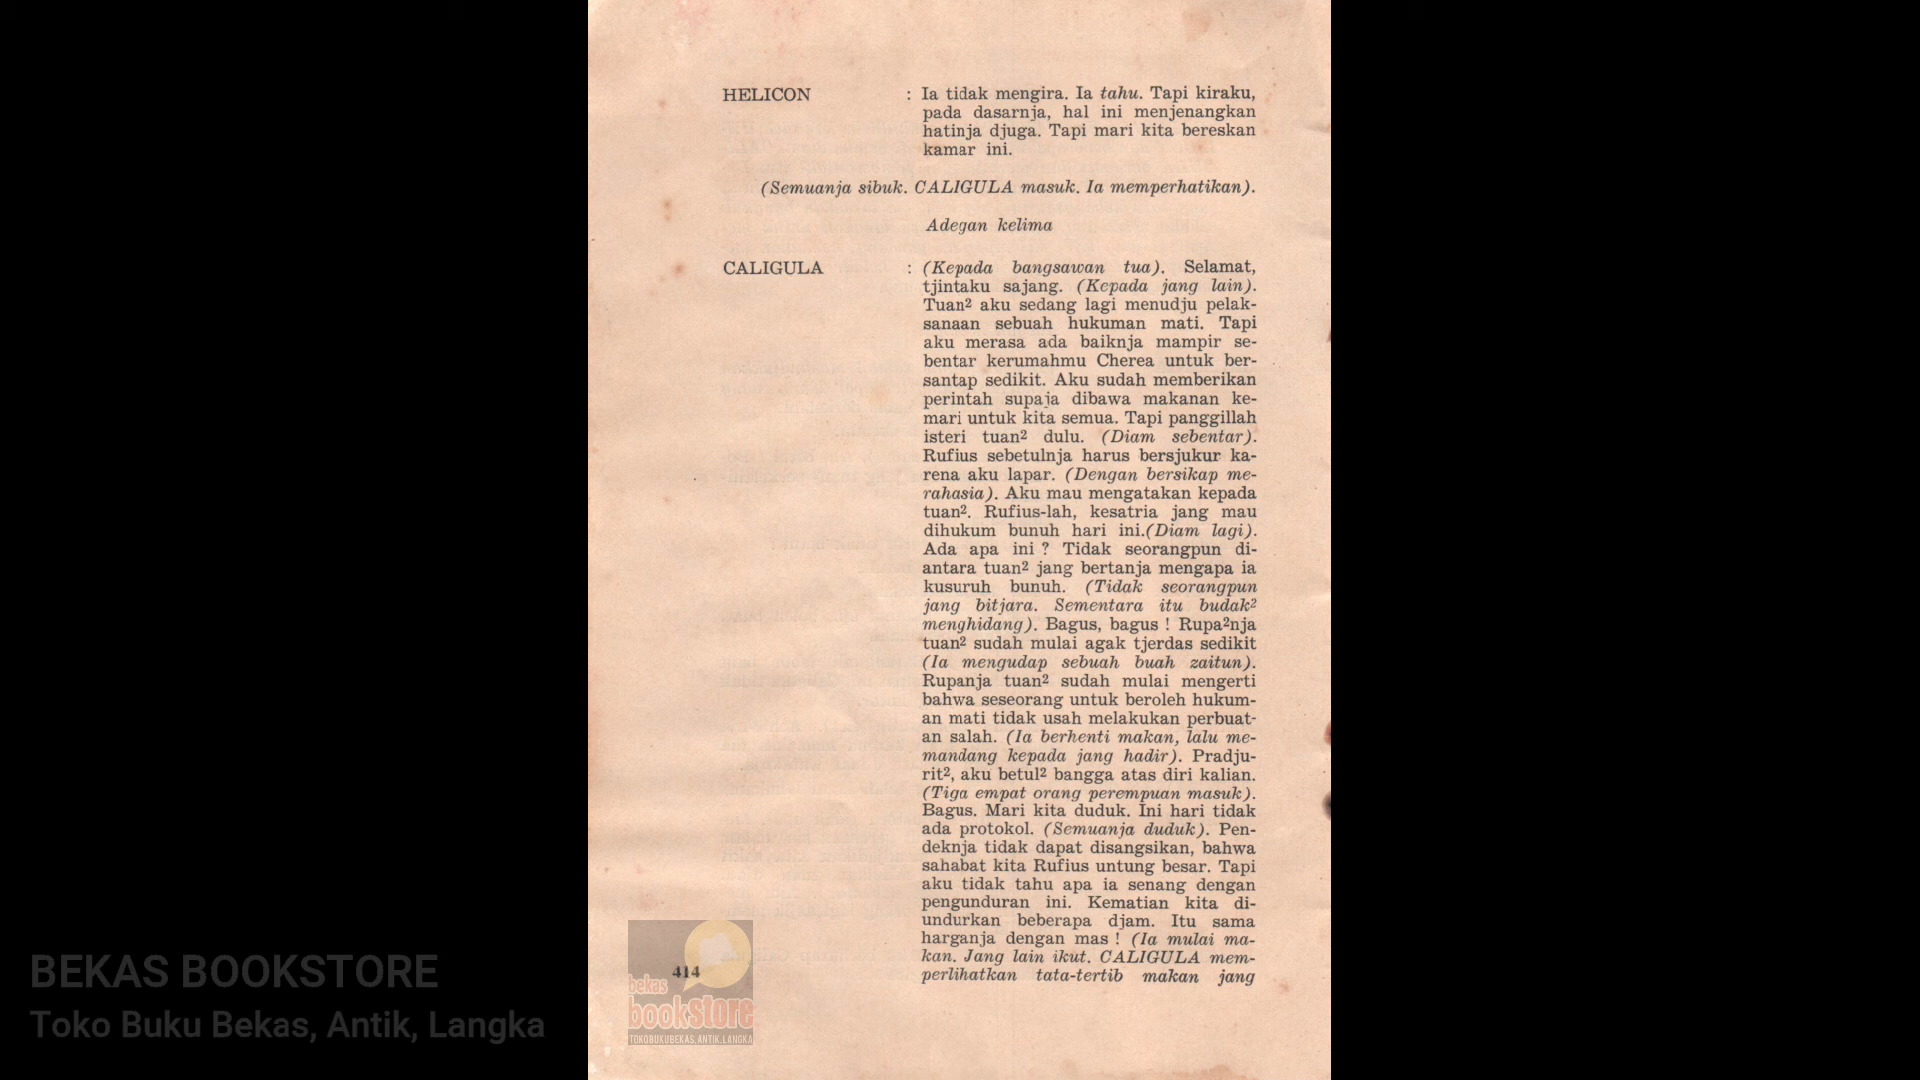 HELICON : Ia tidak mengira. Ia tahu. Tapi kiraku,
pada dasarnja, hal ini menjenangkan
hatinja djuga. Tapi mari kita bereskan
kamar ini.
(Semuanja sibuk. CALIGULA masuk. Ia memperhatikan).
Adegan kelima
CALIGULA : (Kepada bangsawan tua). Selamat,
tjintaku sajang. (Kepada jang lain).
Tuan² aku sedang lagi menudju pelak-
sanaan sebuah hukuman mati. Tapi
aku merasa ada baiknja mampir se-
bentar kerumahmu Cherea untuk ber-
santap sedikit. Aku sudah memberikan
perintah supaja dibawa makanan ke-
mari untuk kita semua. Tapi panggillah
isteri tuan² dulu. (Diam sebentar).
Rufius sebetulnja harus bersjukur ka-
rena aku lapar. (Dengan bersikap me-
rahasia). Aku mau mengatakan kepada
tuan². Rufius-lah, kesatria jang mau
dihukum bunuh hari ini.(Diam lagi).
Ada apa ini ? Tidak seorangpun di-
antara tuan² jang bertanja mengapa ia
kusuruh bunuh. (Tidak seorangpun
jang bitjara. Sementara itu budak²
menghidang). Bagus, bagus ! Rupa²nja
tuan² sudah mulai agak tjerdas sedikit
(Ia mengudap sebuah buah zaitun).
Rupanja tuan² sudah mulai mengerti
bahwa seseorang untuk beroleh hukum-
an mati tidak usah melakukan perbuat-
an salah. (Ia berhenti makan, lalu me-
mandang kepada jang hadir). Pradju-
rit², aku betul² bangga atas diri kalian.
(Tiga empat orang perempuan masuk).
Bagus. Mari kita duduk. Ini hari tidak
ada protokol. (Semuanja duduk). Pen-
deknja tidak dapat disangsikan, bahwa
sahabat kita Rufius untung besar. Tapi
aku tidak tahu apa ia senang dengan
pengunduran ini. Kematian kita di-
undurkan beberapa djam. Itu sama
harganja dengan mas ! (Ia mulai ma-
kan. Jang lain ikut. CALIGULA mem-
perlihatkan tata-tertib makan jang
414
bekas
bookstore
TOKOBUKUBEKAS,ANTIK,LANGKA
BEKAS BOOKSTORE
Toko Buku Bekas, Antik, Langka